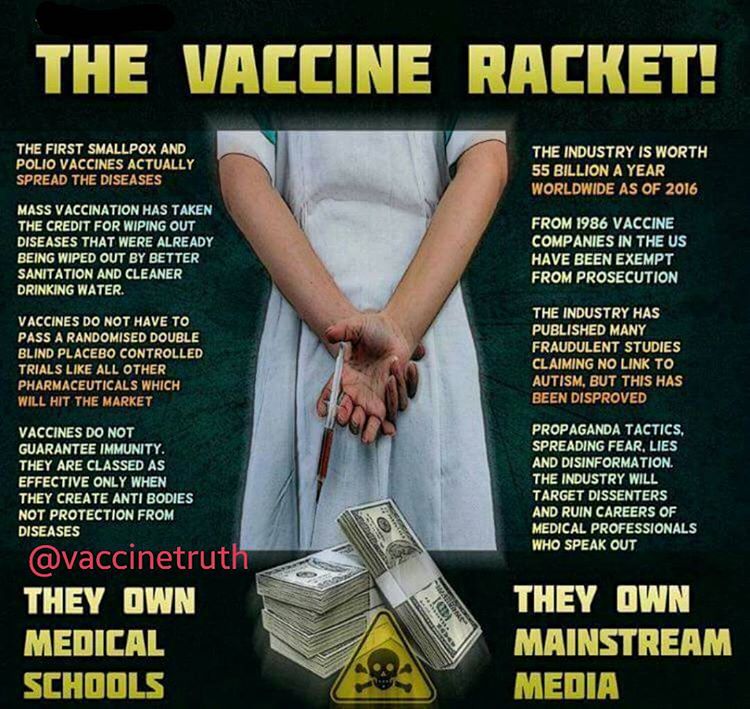 THE VACCINE RACKET!
THE FIRST SMALLPOX AND
POLIO VACCINES ACTUALLY
SPREAD THE DISEASES
MASS VACCINATION HAS TAKEN
THE CREDIT FOR WIPING OUT
DISEASES THAT WERE ALREADY
BEING WIPED OUT BY BETTER
SANITATION AND CLEANER
DRINKING WATER.
VACCINES DO NOT HAVE TO
PASS A RANDOMISED DOUBLE
BLIND PLACEBO CONTROLLED
TRIALS LIKE ALL OTHER
PHARMACEUTICALS WHICH
WILL HIT THE MARKET
VACCINES DO NOT
GUARANTEE IMMUNITY.
THEY ARE CLASSED AS
EFFECTIVE ONLY WHEN
THEY CREATE ANTI BODIES
NOT PROTECTION FROM
DISEASES
@vaccinetruth
THEY OWN
MEDICAL
SCHOOLS
THE INDUSTRY IS WORTH
55 BILLION A YEAR
WORLDWIDE AS OF 2016
FROM 1986 VACCINE
COMPANIES IN THE US
HAVE BEEN EXEMPT
FROM PROSECUTION
THE INDUSTRY HAS
PUBLISHED MANY
FRAUDULENT STUDIES
CLAIMING NO LINK TO
AUTISM, BUT THIS HAS
BEEN DISPROVED
PROPAGANDA TACTICS,
SPREADING FEAR, LIES
AND DISINFORMATION.
THE INDUSTRY WILL
TARGET DISSENTERS
AND RUIN CAREERS OF
MEDICAL PROFESSIONALS
WHO SPEAK OUT
THEY OWN
MAINSTREAM
MEDIA